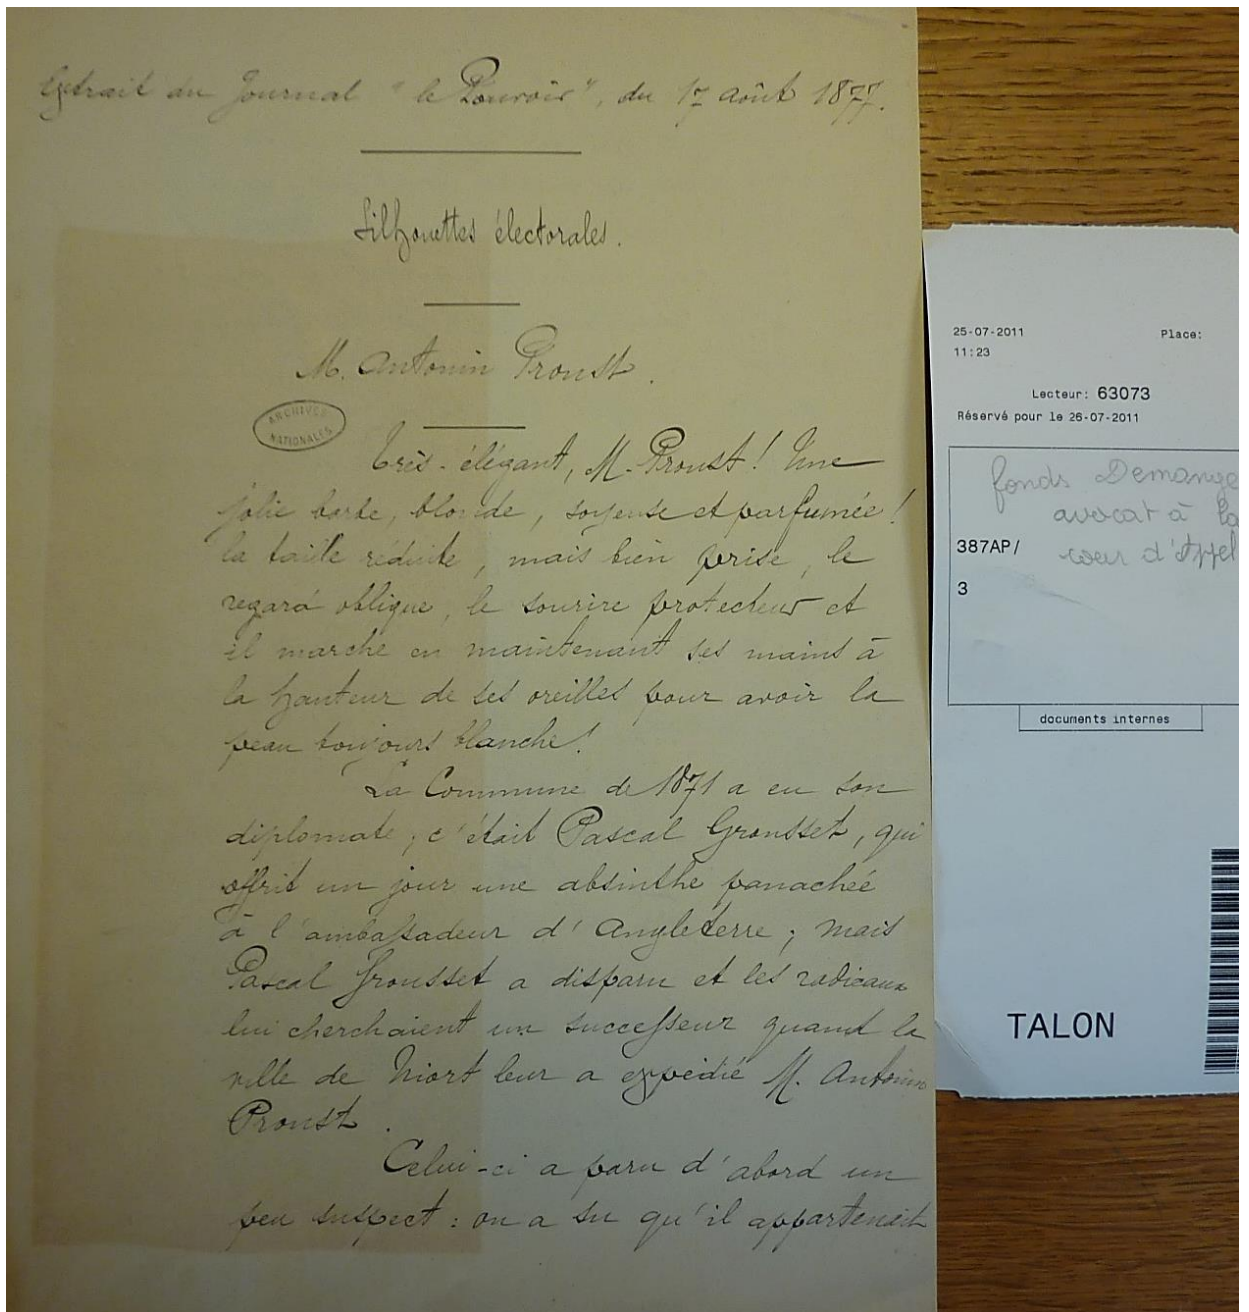 Extrait du Journal "le Pouvoir", du 17 août 1877.
Silhouettes électorales.
M. Antonin Proust.
ARCHIVES
NATIONALES
Très-élégant, M. Proust! Une
jolie barbe, blonde, soyeuse et parfumée!
la taille réduite, mais bien prise, le
regard oblique, le sourire protecteur et
il marche en maintenant ses mains à
la hauteur de ses oreilles pour avoir la
peau toujours blanche!
La Commune de 1871 a eu son
diplomate; c'était Pascal Grousset, qui
offrit un jour une absinthe panachée
à l'ambassadeur d'Angleterre; mais
Pascal Grousset a disparu et les radicaux
lui cherchaient un successeur quand la
ville de Niort leur a expédié M. Antonin
Proust.
Celui-ci a paru d'abord un
peu suspect: on a su qu'il appartenait
25-07-2011 Place:
11:23
Lecteur: 63073
Réservé pour le 26-07-2011
fonds Demange
avocat à la
387AP/ cour d'Appel
3
documents internes
TALON